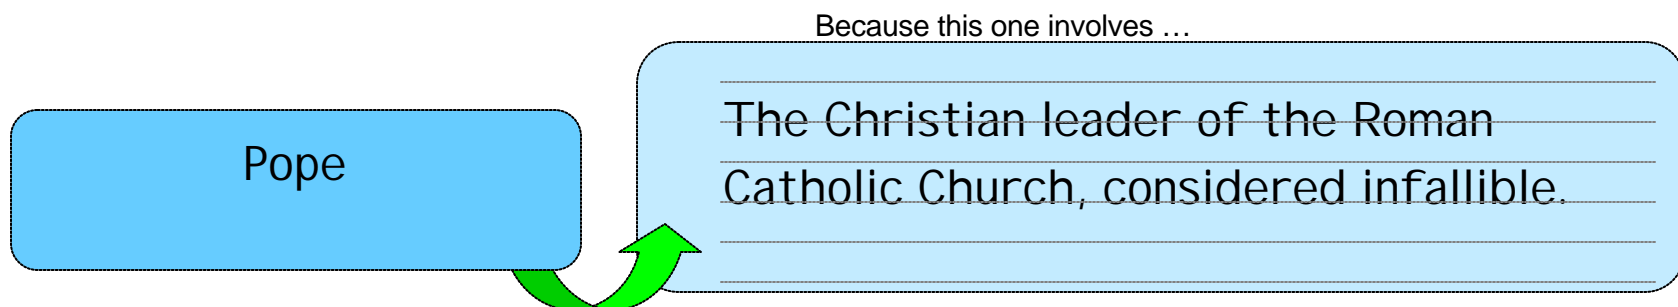 Because this one involves …
Pope
The Christian leader of the Roman
Catholic Church, considered infallible.